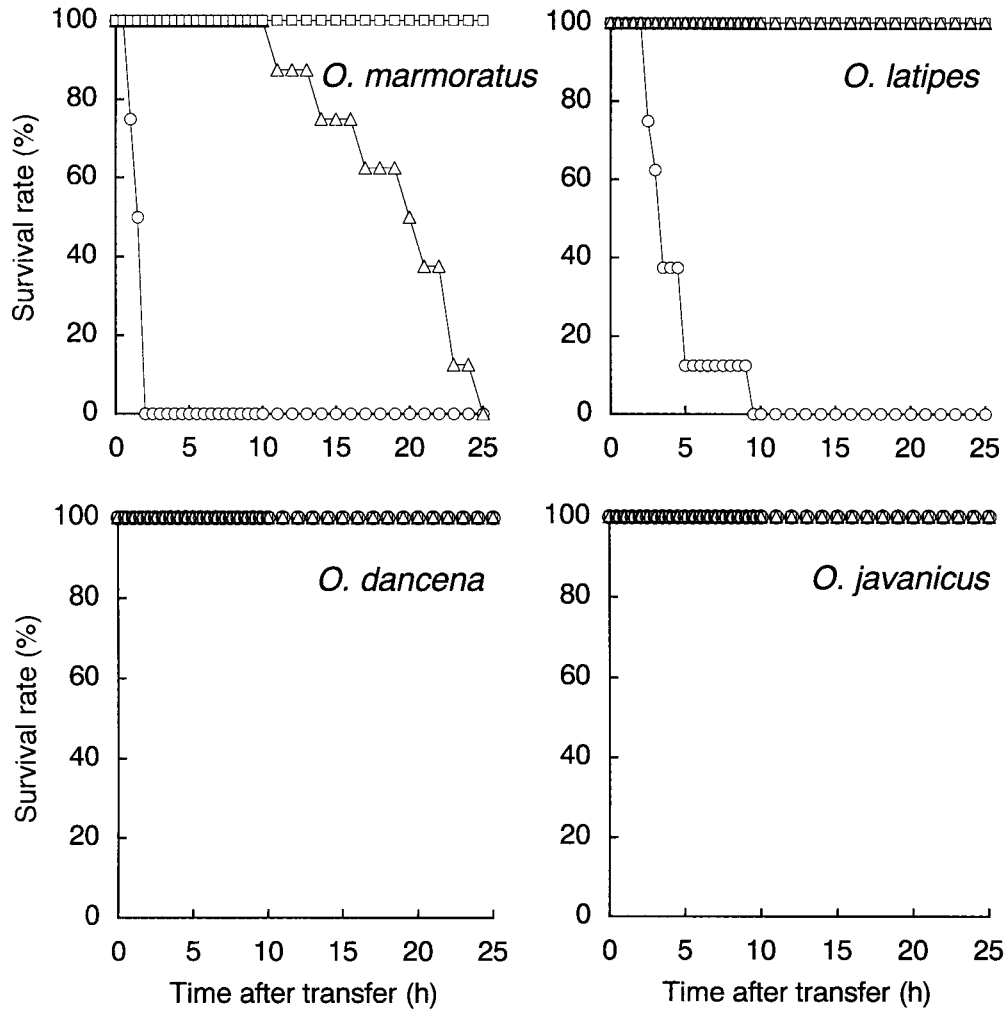 100
80
60
40
20
0
Survival rate (%)
O. marmoratus
0 5 10 15 20 25
100
80
60
40
20
0
O. latipes
0 5 10 15 20 25
100
80
60
40
20
0
Survival rate (%)
O. dancena
0 5 10 15 20 25
Time after transfer (h)
100
80
60
40
20
0
O. javanicus
0 5 10 15 20 25
Time after transfer (h)